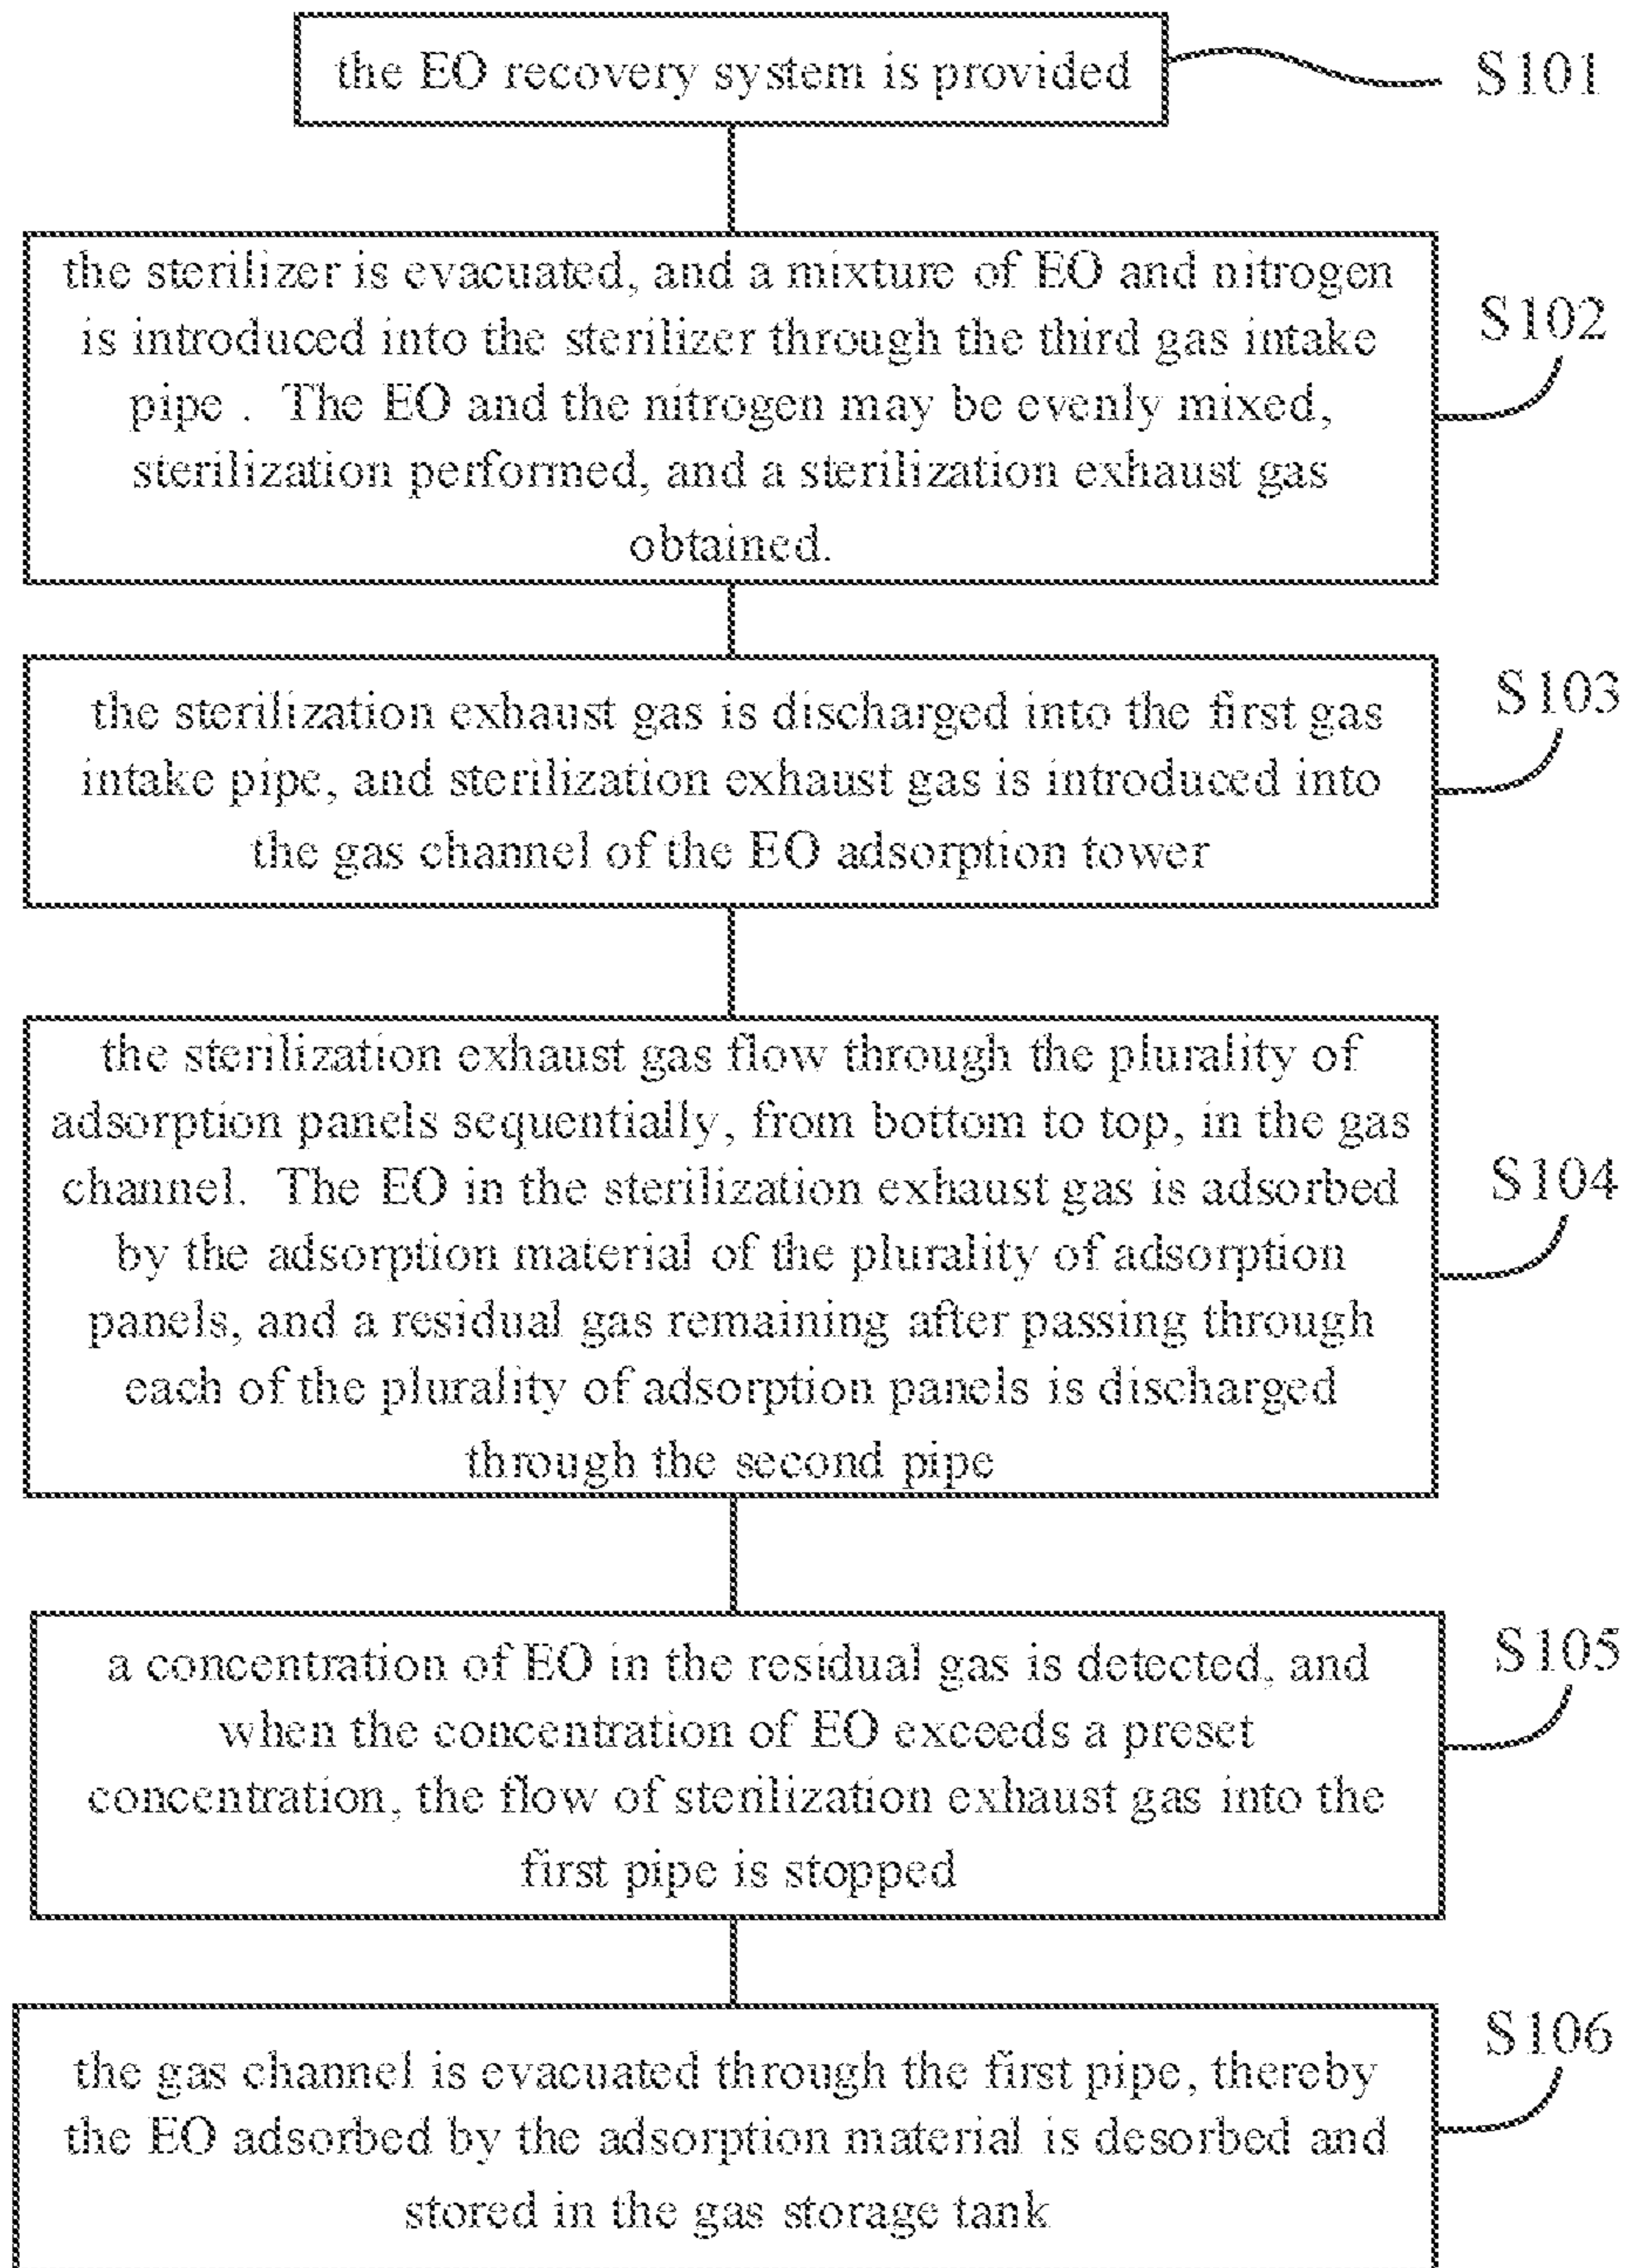 the EO recovery system is provided
S101
the sterilizer is evacuated, and a mixture of EO and nitrogen
is introduced into the sterilizer through the third gas intake
pipe .  The EO and the nitrogen may be evenly mixed,
sterilization performed, and a sterilization exhaust gas
obtained.
S102
the sterilization exhaust gas is discharged into the first gas
intake pipe, and sterilization exhaust gas is introduced into
the gas channel of the EO adsorption tower
S103
the sterilization exhaust gas flow through the plurality of
adsorption panels sequentially, from bottom to top, in the gas
channel.  The EO in the sterilization exhaust gas is adsorbed
by the adsorption material of the plurality of adsorption
panels, and a residual gas remaining after passing through
each of the plurality of adsorption panels is discharged
through the second pipe
S104
a concentration of EO in the residual gas is detected, and
when the concentration of EO exceeds a preset
concentration, the flow of sterilization exhaust gas into the
first pipe is stopped
S105
the gas channel is evacuated through the first pipe, thereby
the EO adsorbed by the adsorption material is desorbed and
stored in the gas storage tank
S106